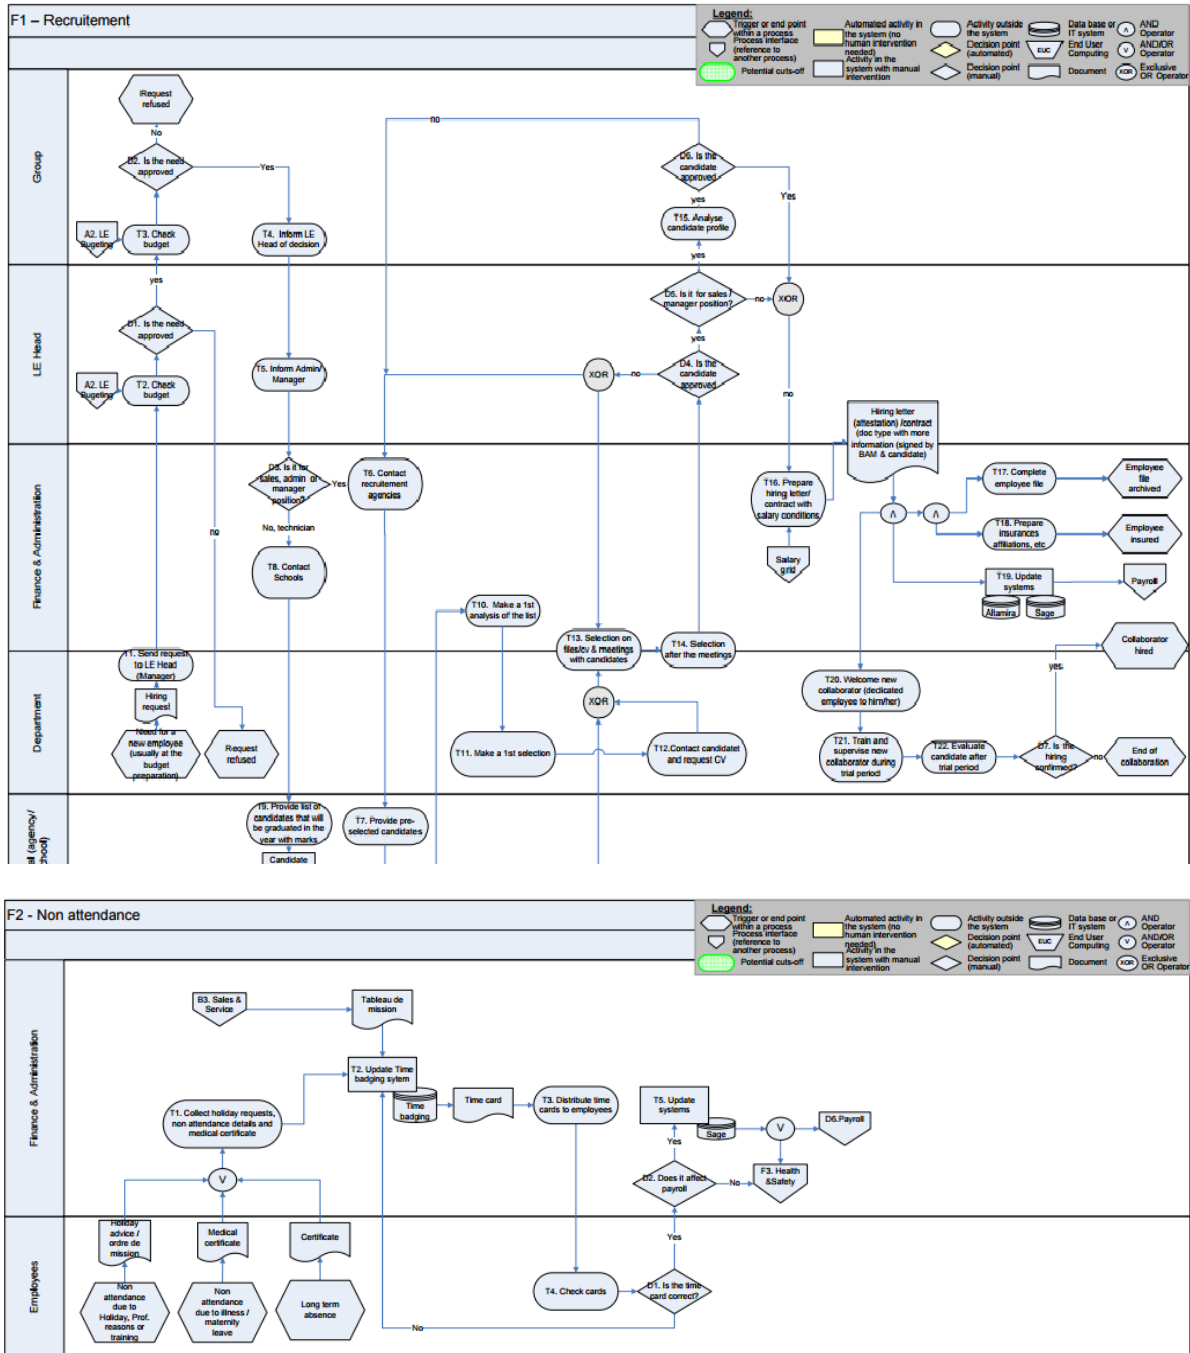 F1 – Recruitement
Legend:
Trigger or end point
within a process
Process interface
(reference to
another process)
Potential cuts-off
Automated activity in
the system (no
human intervention
needed)
Activity in the
system with manual
intervention
Activity outside
the system
Decision point
(automated)
Decision point
(manual)
Data base or
IT system
EUC
End User
Computing
Document
AND
Operator
V
AND/OR
Operator
XOR
Exclusive
OR Operator
Group
Request
refused
No
D2. Is the need
approved
Yes
A2. LE
Bugeting
T3. Check
budget
T4. Inform LE
Head of decision
no
D6. Is the
candidate
approved
Yes
yes
T15. Analyse
candidate profile
yes
LE Head
yes
D1. Is the need
approved
A2. LE
Bugeting
T2. Check
budget
T5. Inform Admin/
Manager
D5. Is it for sales /
manager position?
no
XOR
yes
XOR
no
D4. Is the
candidate
approved
no
Hiring letter
(attestation) /contract
(doc type with more
information (signed by
BAM & candidate)
Finance & Administration
D3. Is it for
sales, admin or
manager
position?
Yes
T6. Contact
recruitement
agencies
T16. Prepare
hiring letter/
contract with
salary conditions
Λ
Λ
T17. Complete
employee file
Employee
file
archived
no
No, technician
T18. Prepare
insurances
affiliations, etc
Employee
insured
T8. Contact
Schools
Salary
grid
T19. Update
systems
Altamira
Sage
Payroll
T10. Make a 1st
analysis of the list
T13. Selection on
files/cv & meetings
with candidates
T14. Selection
after the meetings
Collaborator
hired
Department
T1. Send request
to LE Head
(Manager)
Hiring
request
Need for a
new employee
(usually at the
budget
preparation)
Request
refused
XOR
T11. Make a 1st selection
T12.Contact candidatet
and request CV
T20. Welcome new
collaborator (dedicated
employee to him/her)
yes
T21. Train and
supervise new
collaborator during
trial period
T22. Evaluate
candidate after
trial period
D7. Is the
hiring
confirmed?
no
End of
collaboration
(agency/
T9. Provide list of
candidates that will
be graduated in the
year with marks
T7. Provide pre-
selected candidates
Candidate
F2 - Non attendance
Legend:
Trigger or end point
within a process
Process interface
(reference to
another process)
Potential cuts-off
Automated activity in
the system (no
human intervention
needed)
Activity in the
system with manual
intervention
Activity outside
the system
Decision point
(automated)
Decision point
(manual)
Data base or
IT system
EUC
End User
Computing
Document
Λ
AND
Operator
V
AND/OR
Operator
XOR
Exclusive
OR Operator
Finance & Administration
B3. Sales &
Service
Tableau de
mission
T2. Update Time
badging sytem
Time
badging
Time card
T3. Distribute time
cards to employees
T1. Collect holiday requests,
non attendance details and
medical certificate
T5. Update
systems
Sage
V
D6.Payroll
Yes
D2. Does it affect
payroll
No
F3. Health
&Safety
V
Employees
Holiday
advice /
ordre de
mission
Medical
certificate
Certificate
Yes
Non
attendance
due to
Holiday, Prof.
reasons or
training
Non
attendance
due to illness /
maternity
leave
Long term
absence
T4. Check cards
D1. Is the time
card correct?
No